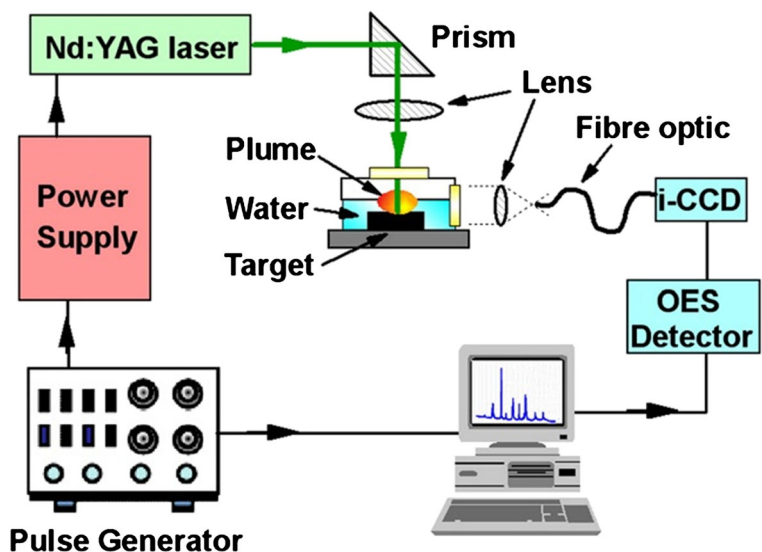 Nd:YAG laser
Prism
Lens
Fibre optic
Plume
Power
Supply
Water
i-CCD
Target
OES
Detector
Pulse Generator